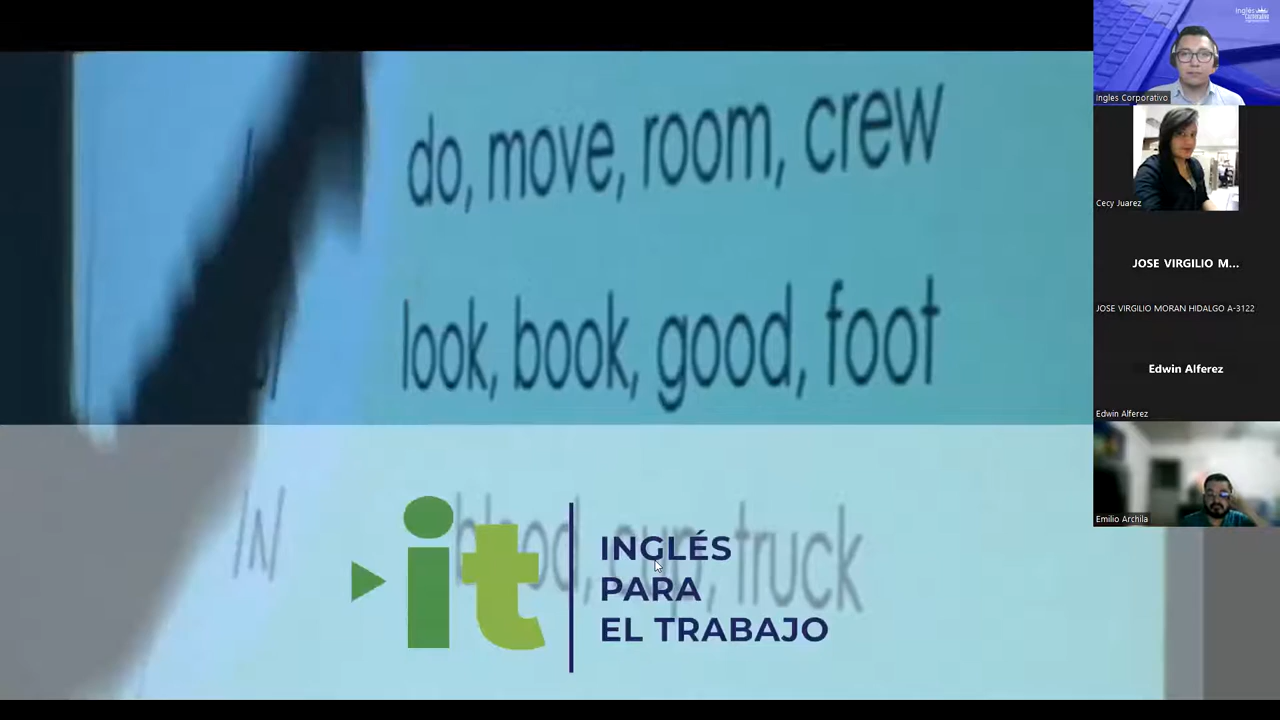 do, move, room, crew
look, book, good, foot
blood, cup, truck
it
INGLÉS
PARA
EL TRABAJO
Ingles Corporativo
Cecy Juarez
JOSE VIRGILIO M...
JOSE VIRGILIO MORAN HIDALGO A-3122
Edwin Alferez
Edwin Alferez
Emilio Archila